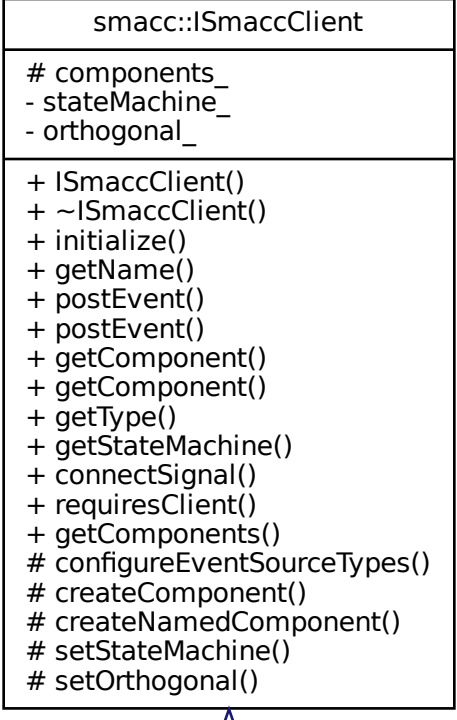 smacc::ISmaccClient
# components_
- stateMachine_
- orthogonal_
+ ISmaccClient()
+ ~ISmaccClient()
+ initialize()
+ getName()
+ postEvent()
+ postEvent()
+ getComponent()
+ getComponent()
+ getType()
+ getStateMachine()
+ connectSignal()
+ requiresClient()
+ getComponents()
# configureEventSourceTypes()
# createComponent()
# createNamedComponent()
# setStateMachine()
# setOrthogonal()